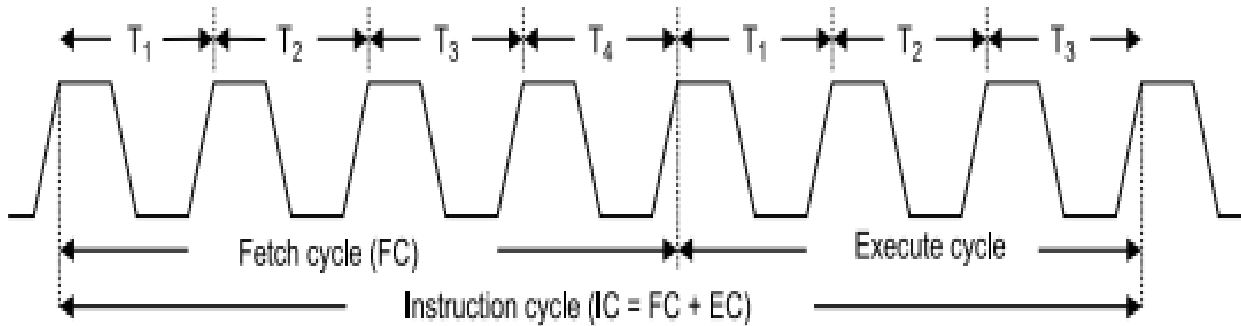 T₁ T₂ T₃ T₄ T₁ T₂ T₃
Fetch cycle (FC) Execute cycle
Instruction cycle (IC = FC + EC)